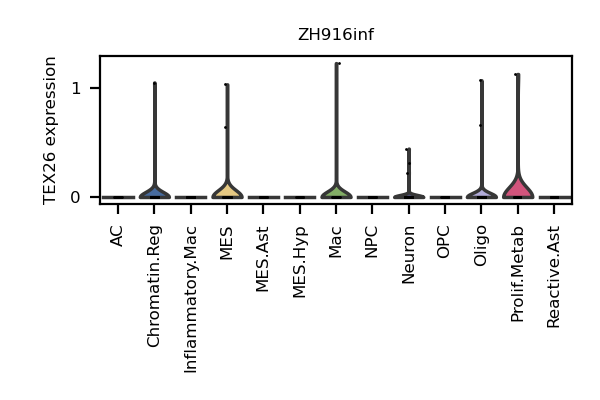 ZH916inf
TEX26 expression
1
0
AC
Chromatin.Reg
Inflammatory.Mac
MES
MES.Ast
MES.Hyp
Mac
NPC
Neuron
OPC
Oligo
Prolif.Metab
Reactive.Ast